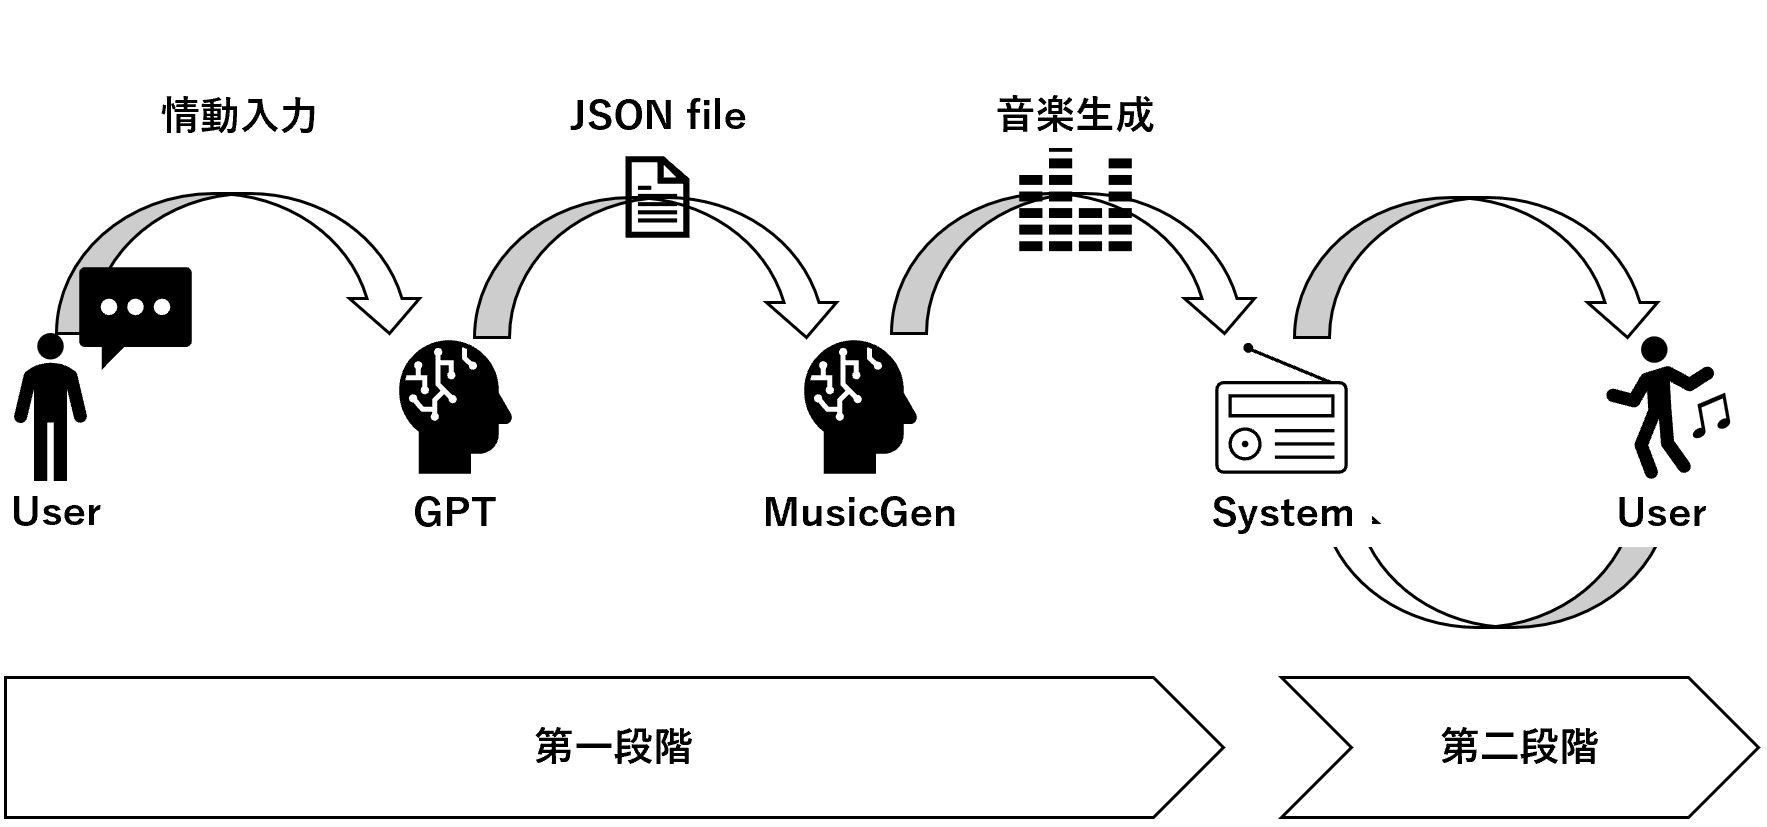 情動入力
JSON file
音楽生成
User
GPT
MusicGen
System
User
第一段階
第二段階